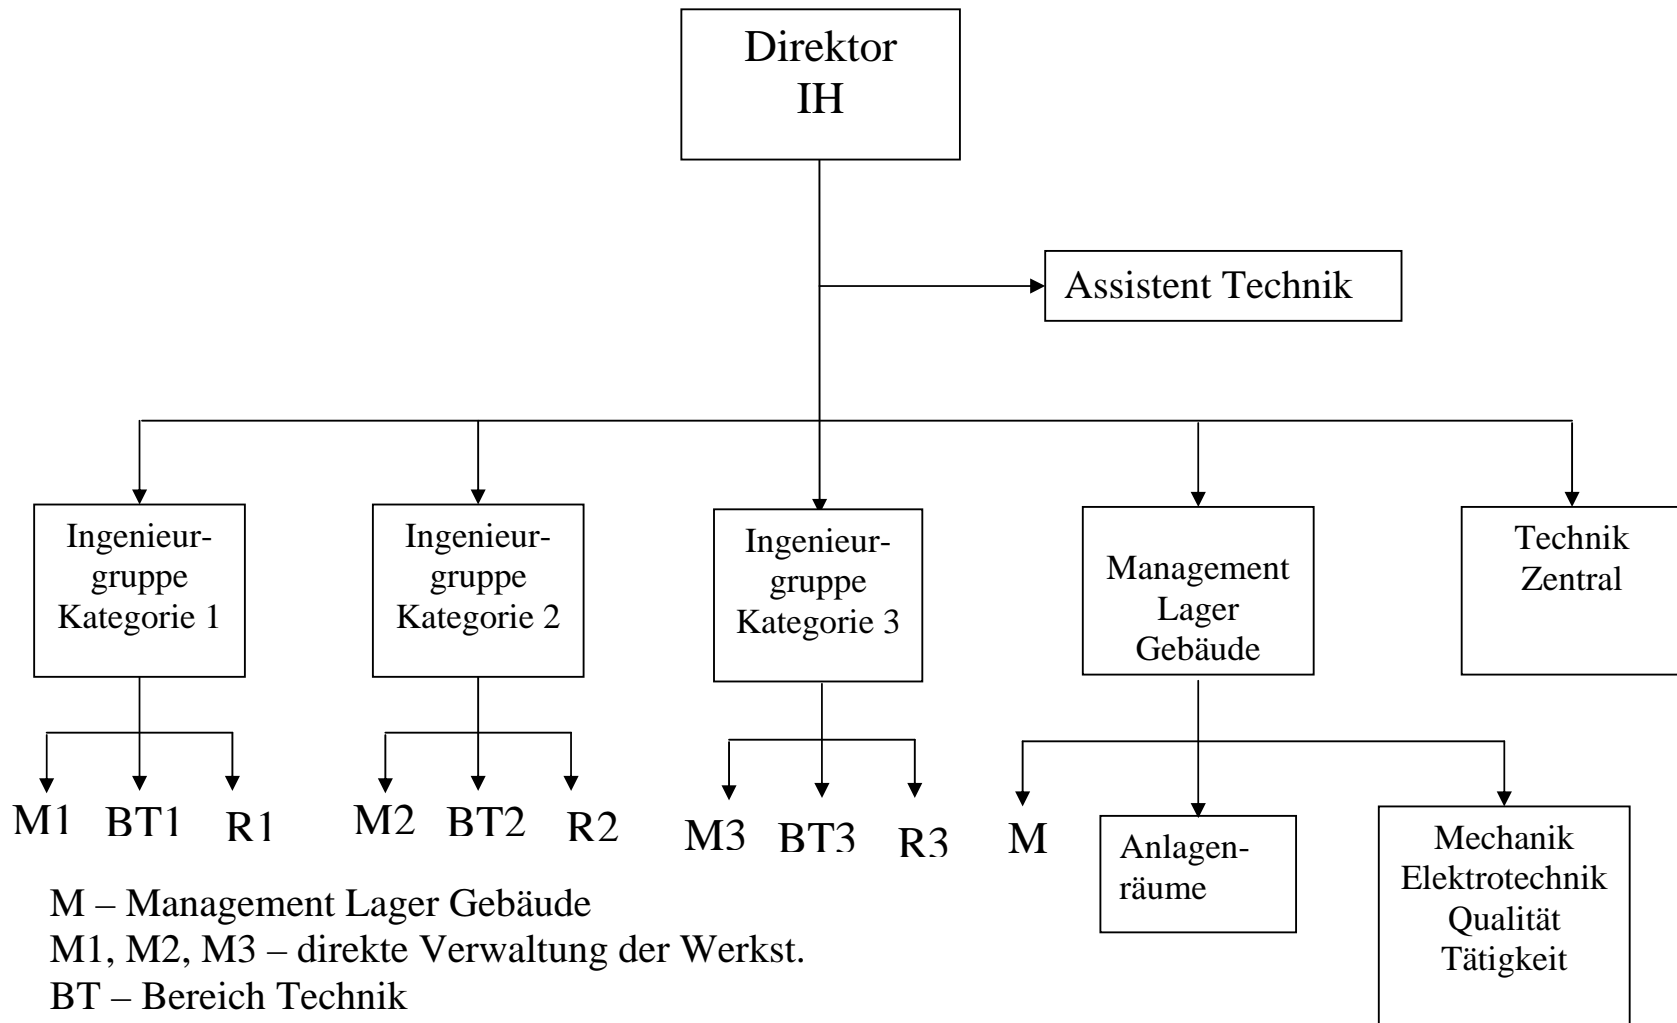 Direktor
IH
Assistent Technik
Ingenieur-
gruppe
Kategorie 1
Ingenieur-
gruppe
Kategorie 2
Ingenieur-
gruppe
Kategorie 3
Management
Lager
Gebäude
Technik
Zentral
M1
BT1
R1
M2
BT2
R2
M3
BT3
R3
M
Anlagen-
räume
Mechanik
Elektrotechnik
Qualität
Tätigkeit
M – Management Lager Gebäude
M1, M2, M3 – direkte Verwaltung der Werkst.
BT – Bereich Technik